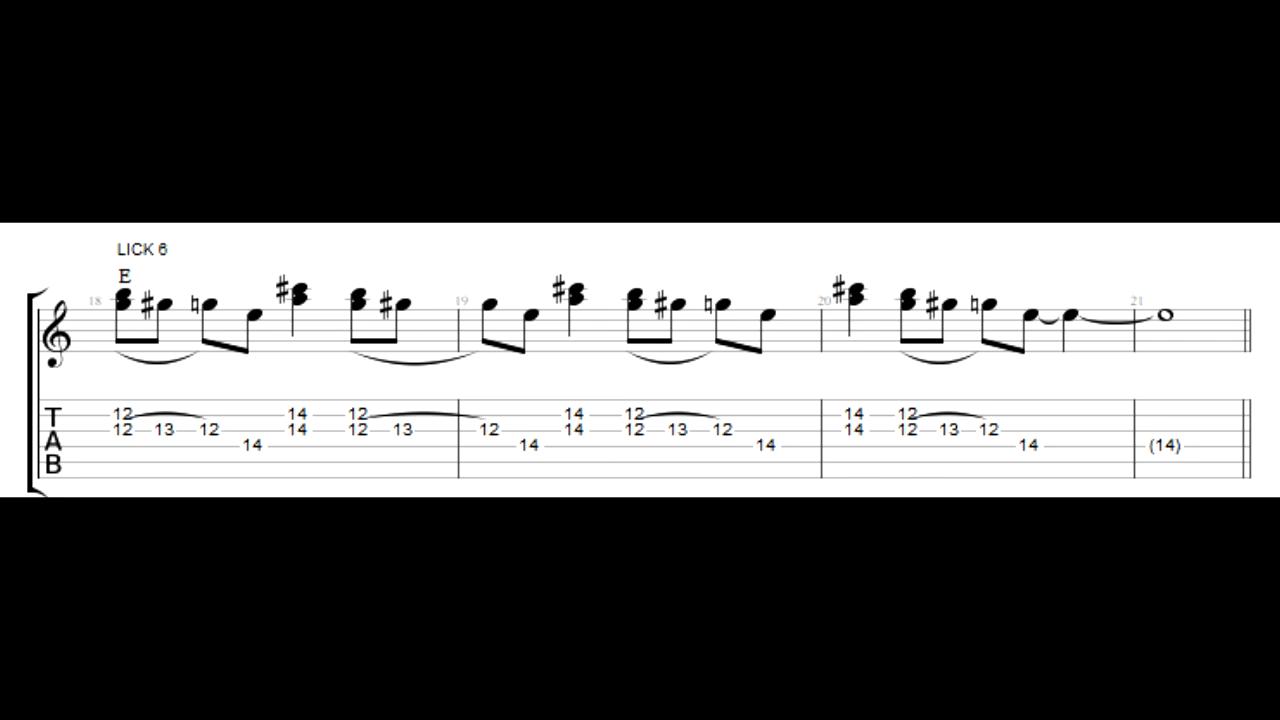 LICK 6
E
18 19 20 21
T 12 14 12 12 14 12 14 12
A 12 13 12 14 12 13 12 14 12 13 12 14 12 13 12
B 14 14 14 14 (14)